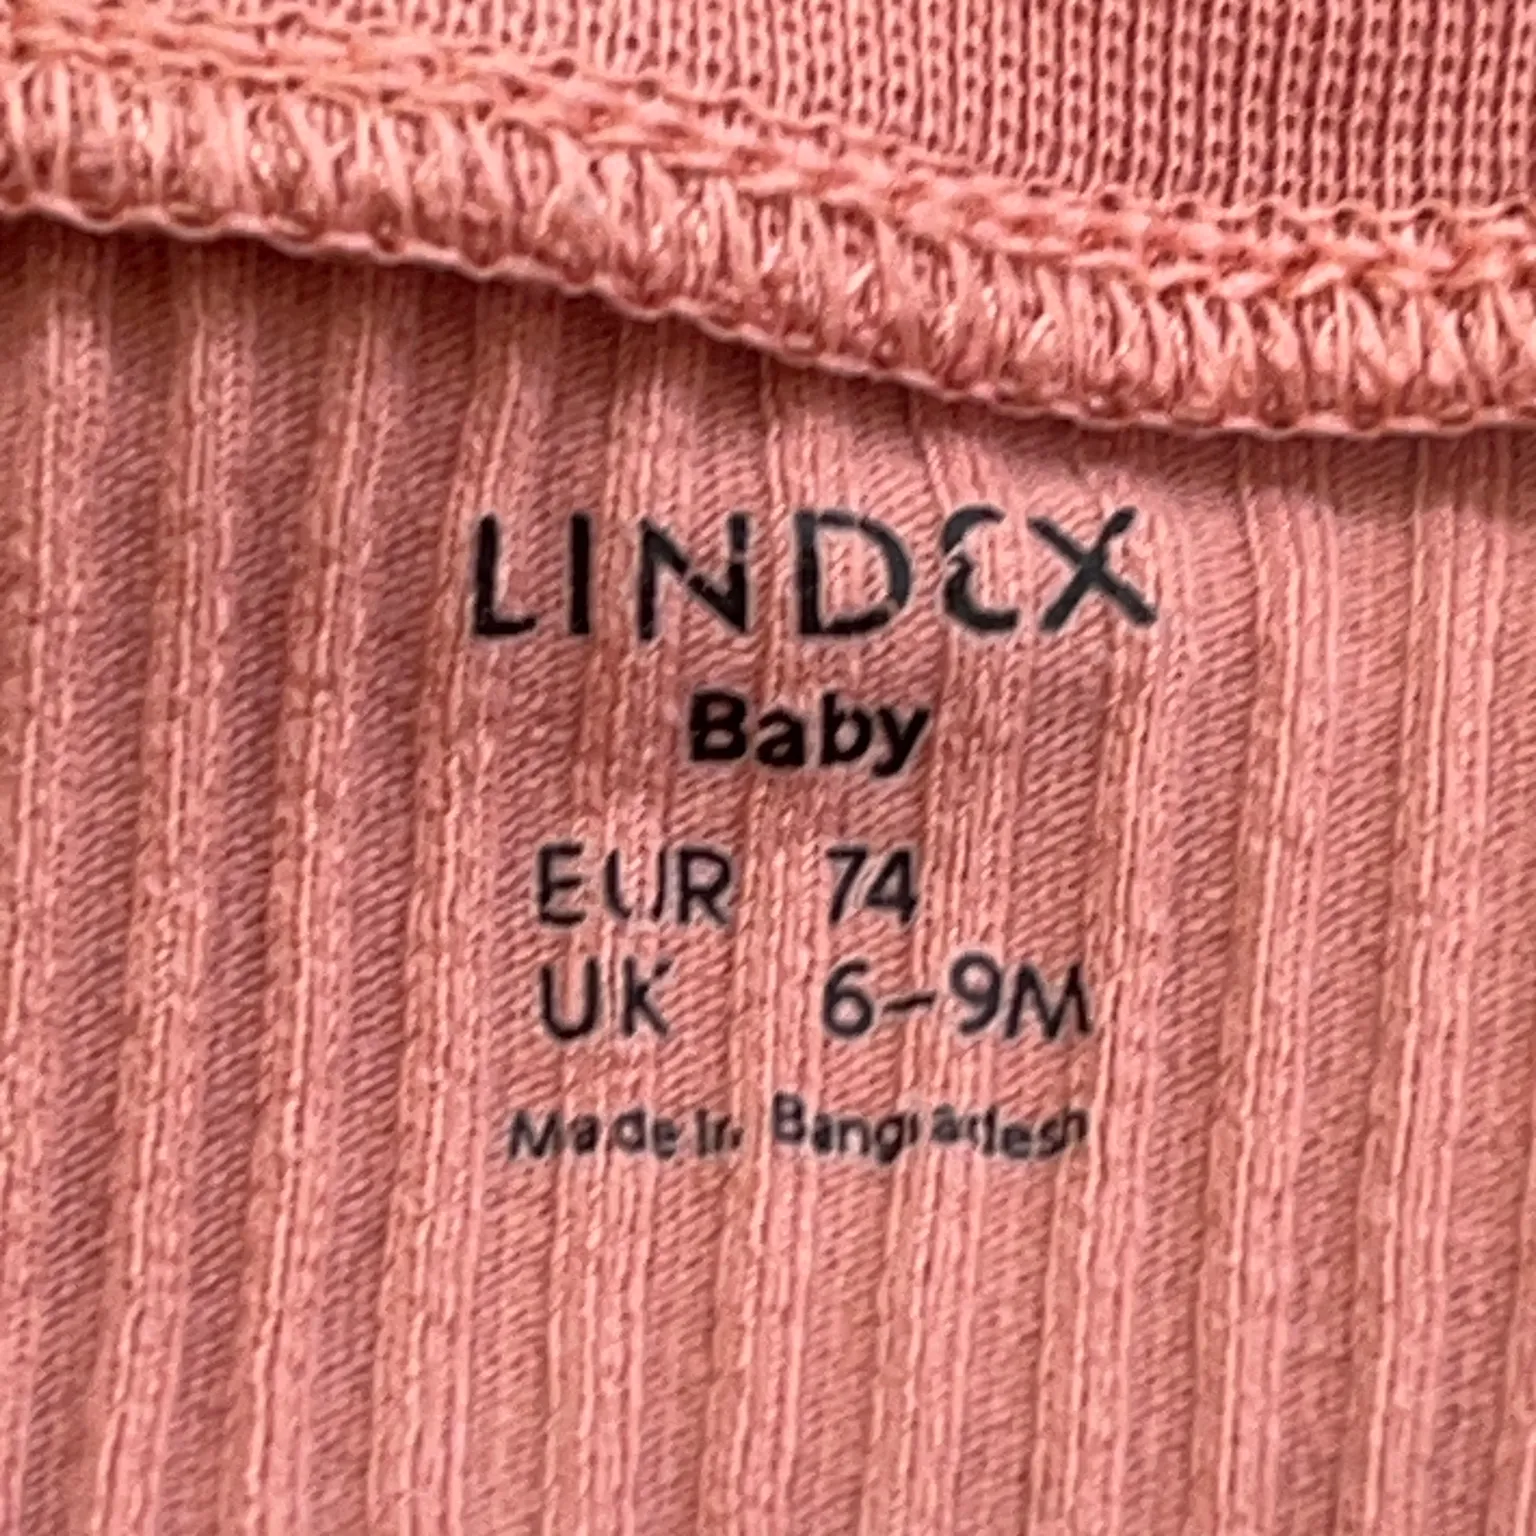 LINDEX
Baby
EUR 74
UK 6-9M
Made in Bangladesh